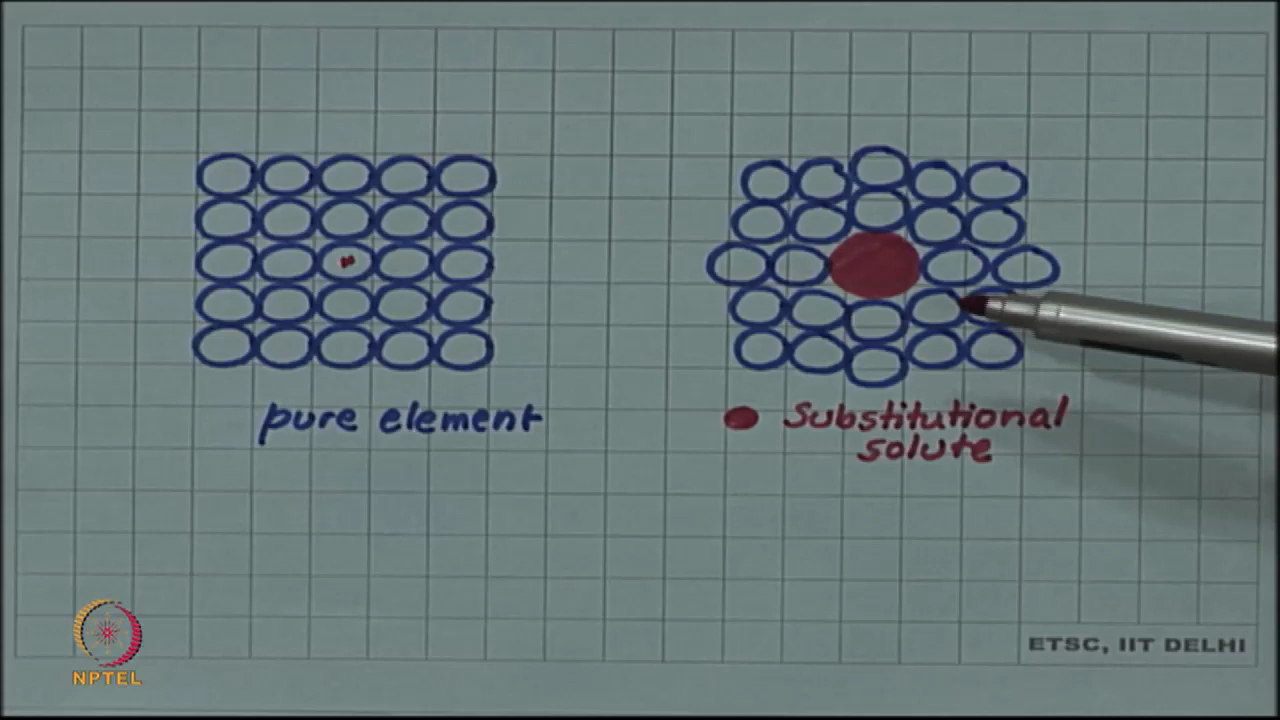 pure element
Substitutional
solute
ETSC, IIT DELHI
NPTEL